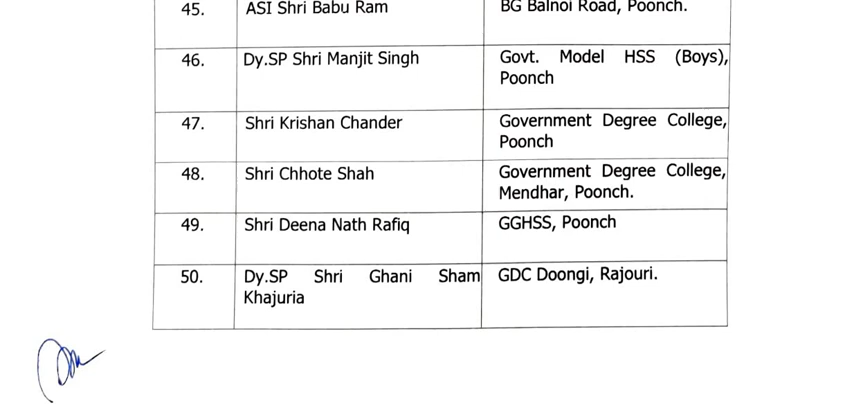 45. ASI Shri Babu Ram BG Balnoi Road, Poonch.
46. Dy.SP Shri Manjit Singh Govt. Model HSS (Boys),
Poonch
47. Shri Krishan Chander Government Degree College,
Poonch
48. Shri Chhote Shah Government Degree College,
Mendhar, Poonch.
49. Shri Deena Nath Rafiq GGHSS, Poonch
50. Dy.SP Shri Ghani Sham GDC Doongi, Rajouri.
Khajuria